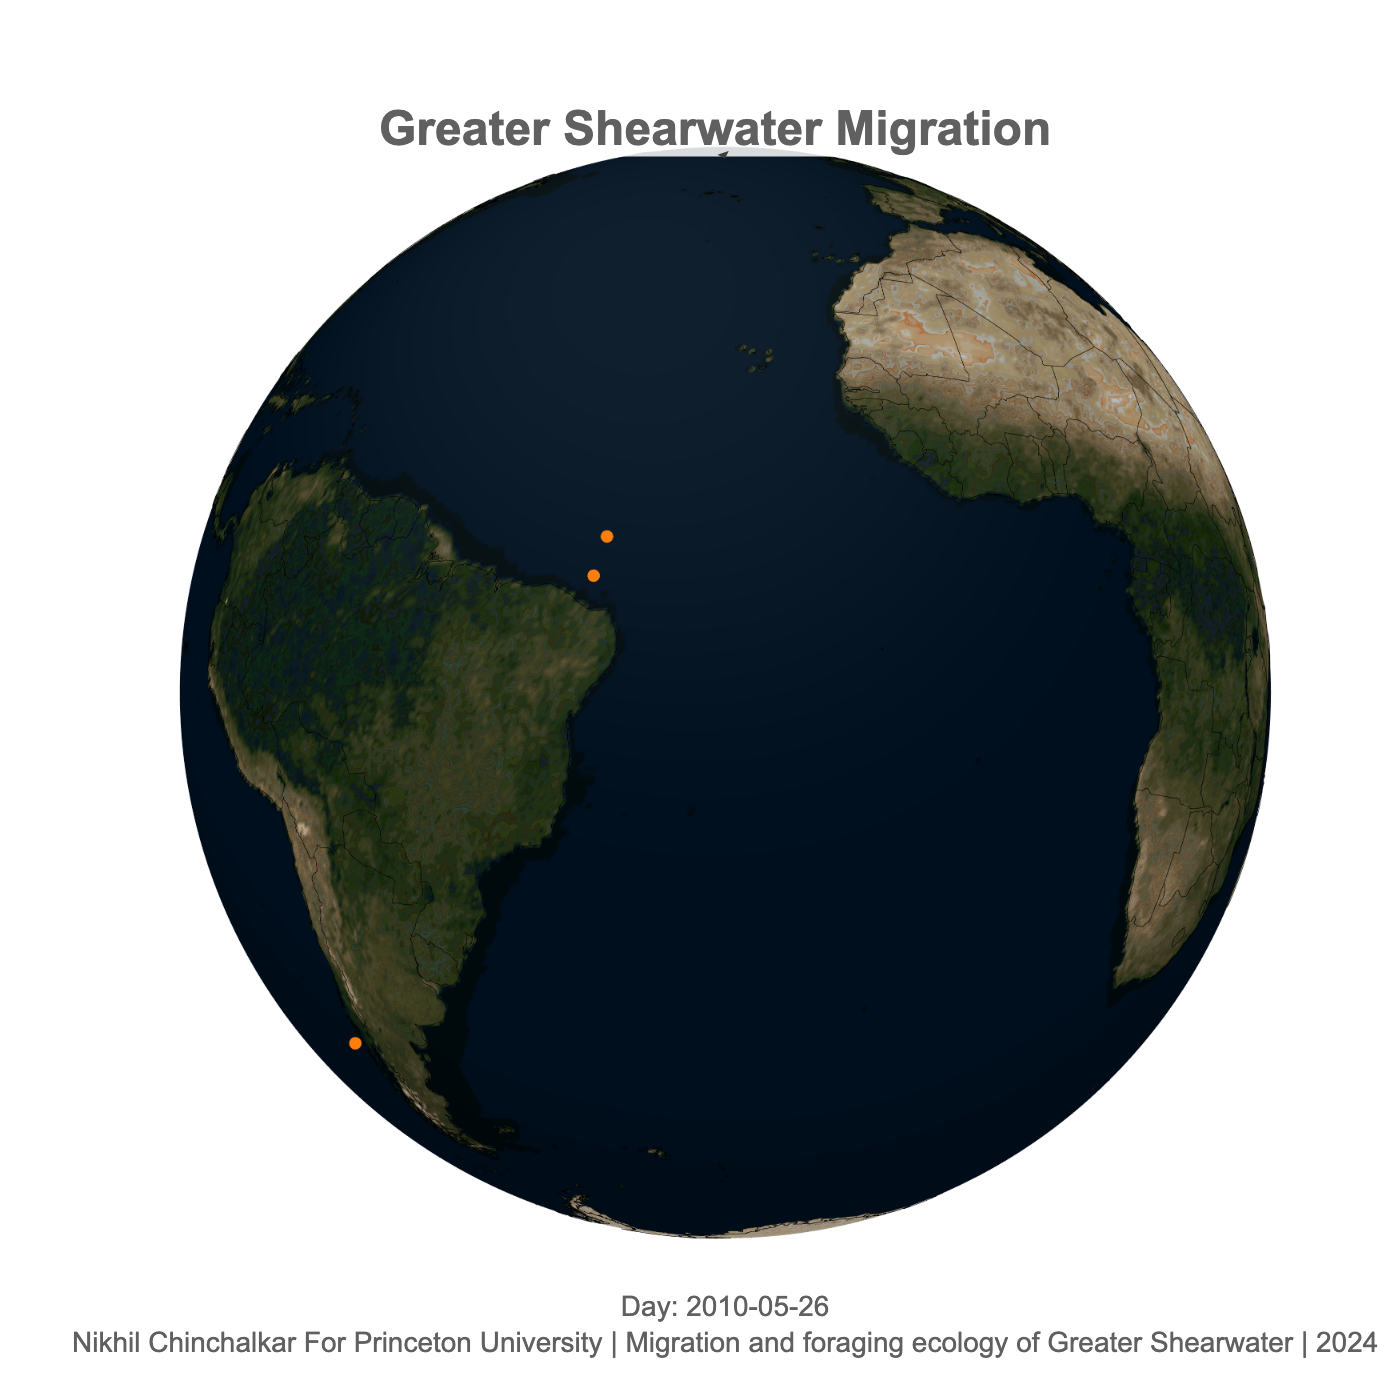 Greater Shearwater Migration
Day: 2010-05-26
Nikhil Chinchalkar For Princeton University | Migration and foraging ecology of Greater Shearwater | 2024